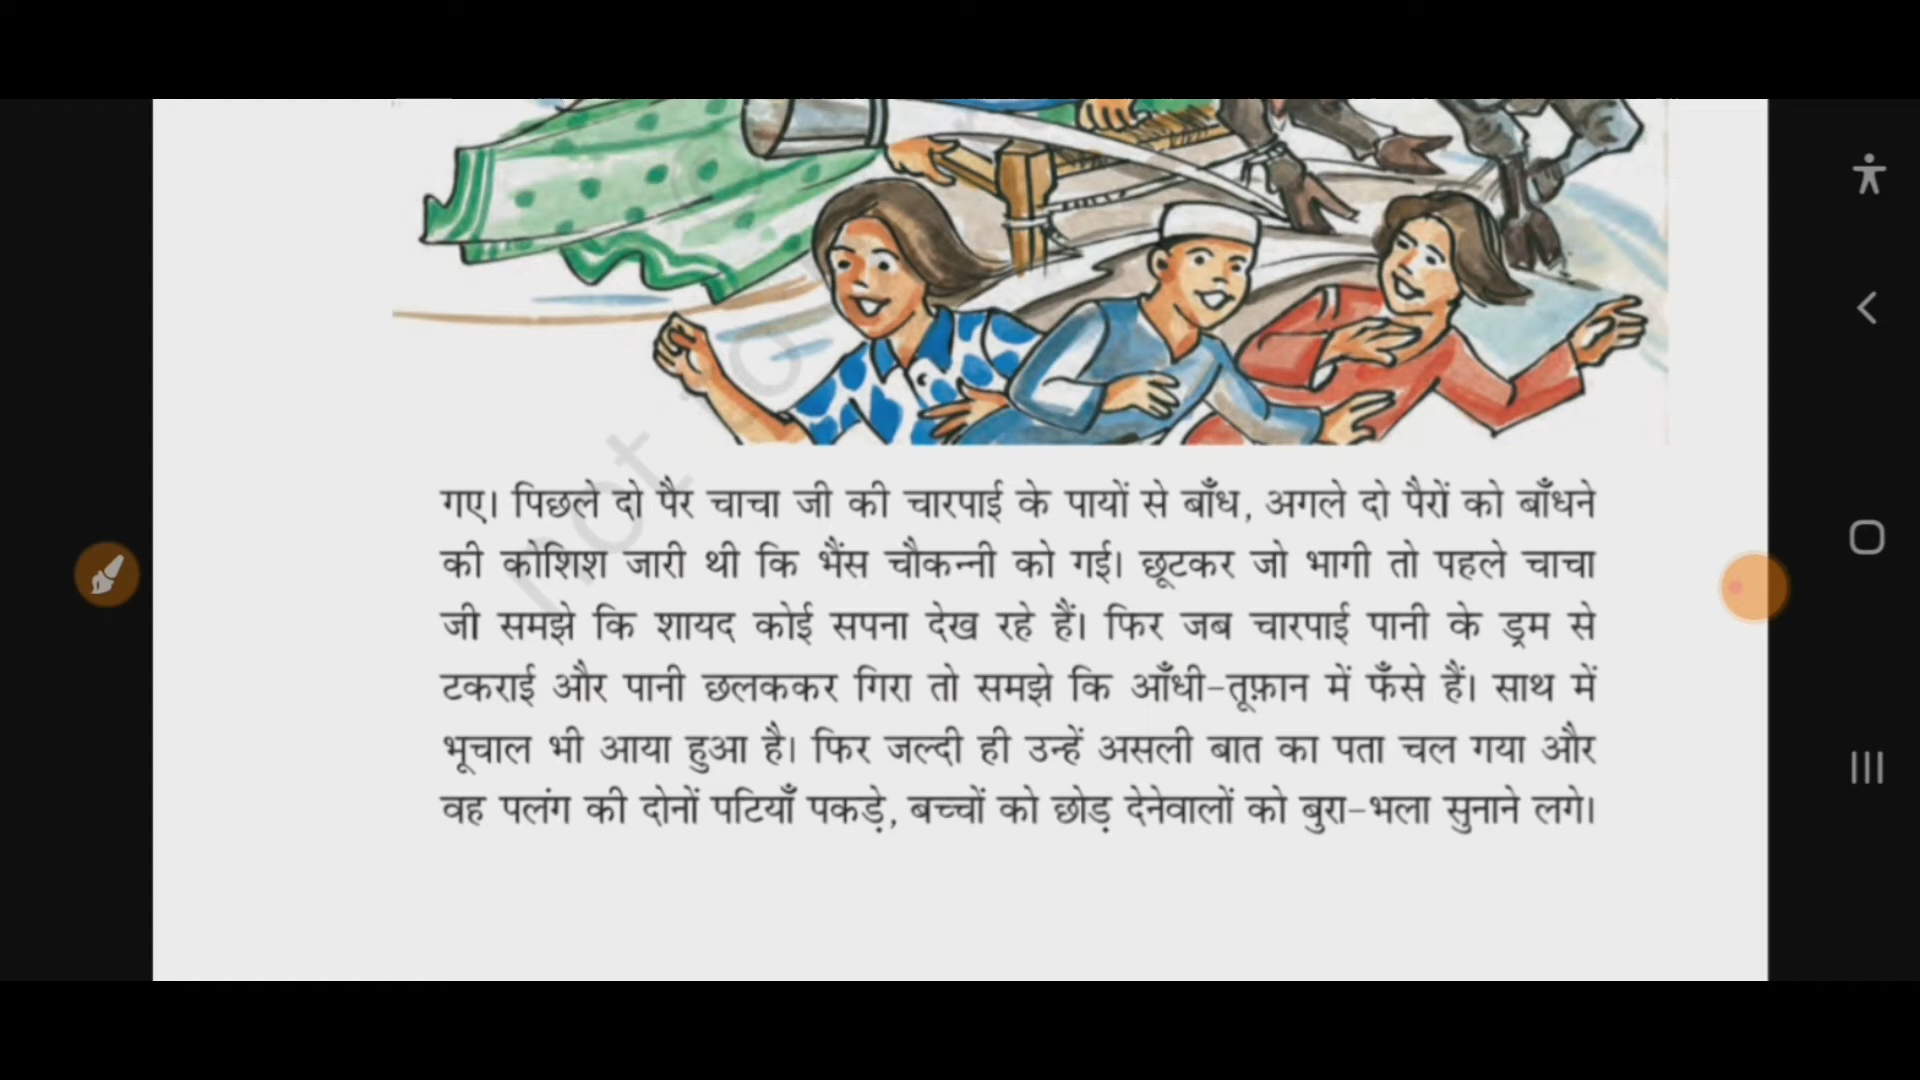 गए। पिछले दो पैर चाचा जी की चारपाई के पायों से बाँध, अगले दो पैरों को बाँधने
की कोशिश जारी थी कि भैंस चौकन्नी को गई। छूटकर जो भागी तो पहले चाचा
जी समझे कि शायद कोई सपना देख रहे हैं। फिर जब चारपाई पानी के ड्रम से
टकराई और पानी छलककर गिरा तो समझे कि आँधी-तूफ़ान में फँसे हैं। साथ में
भूचाल भी आया हुआ है। फिर जल्दी ही उन्हें असली बात का पता चल गया और
वह पलंग की दोनों पटियाँ पकड़े, बच्चों को छोड़ देनेवालों को बुरा-भला सुनाने लगे।
not